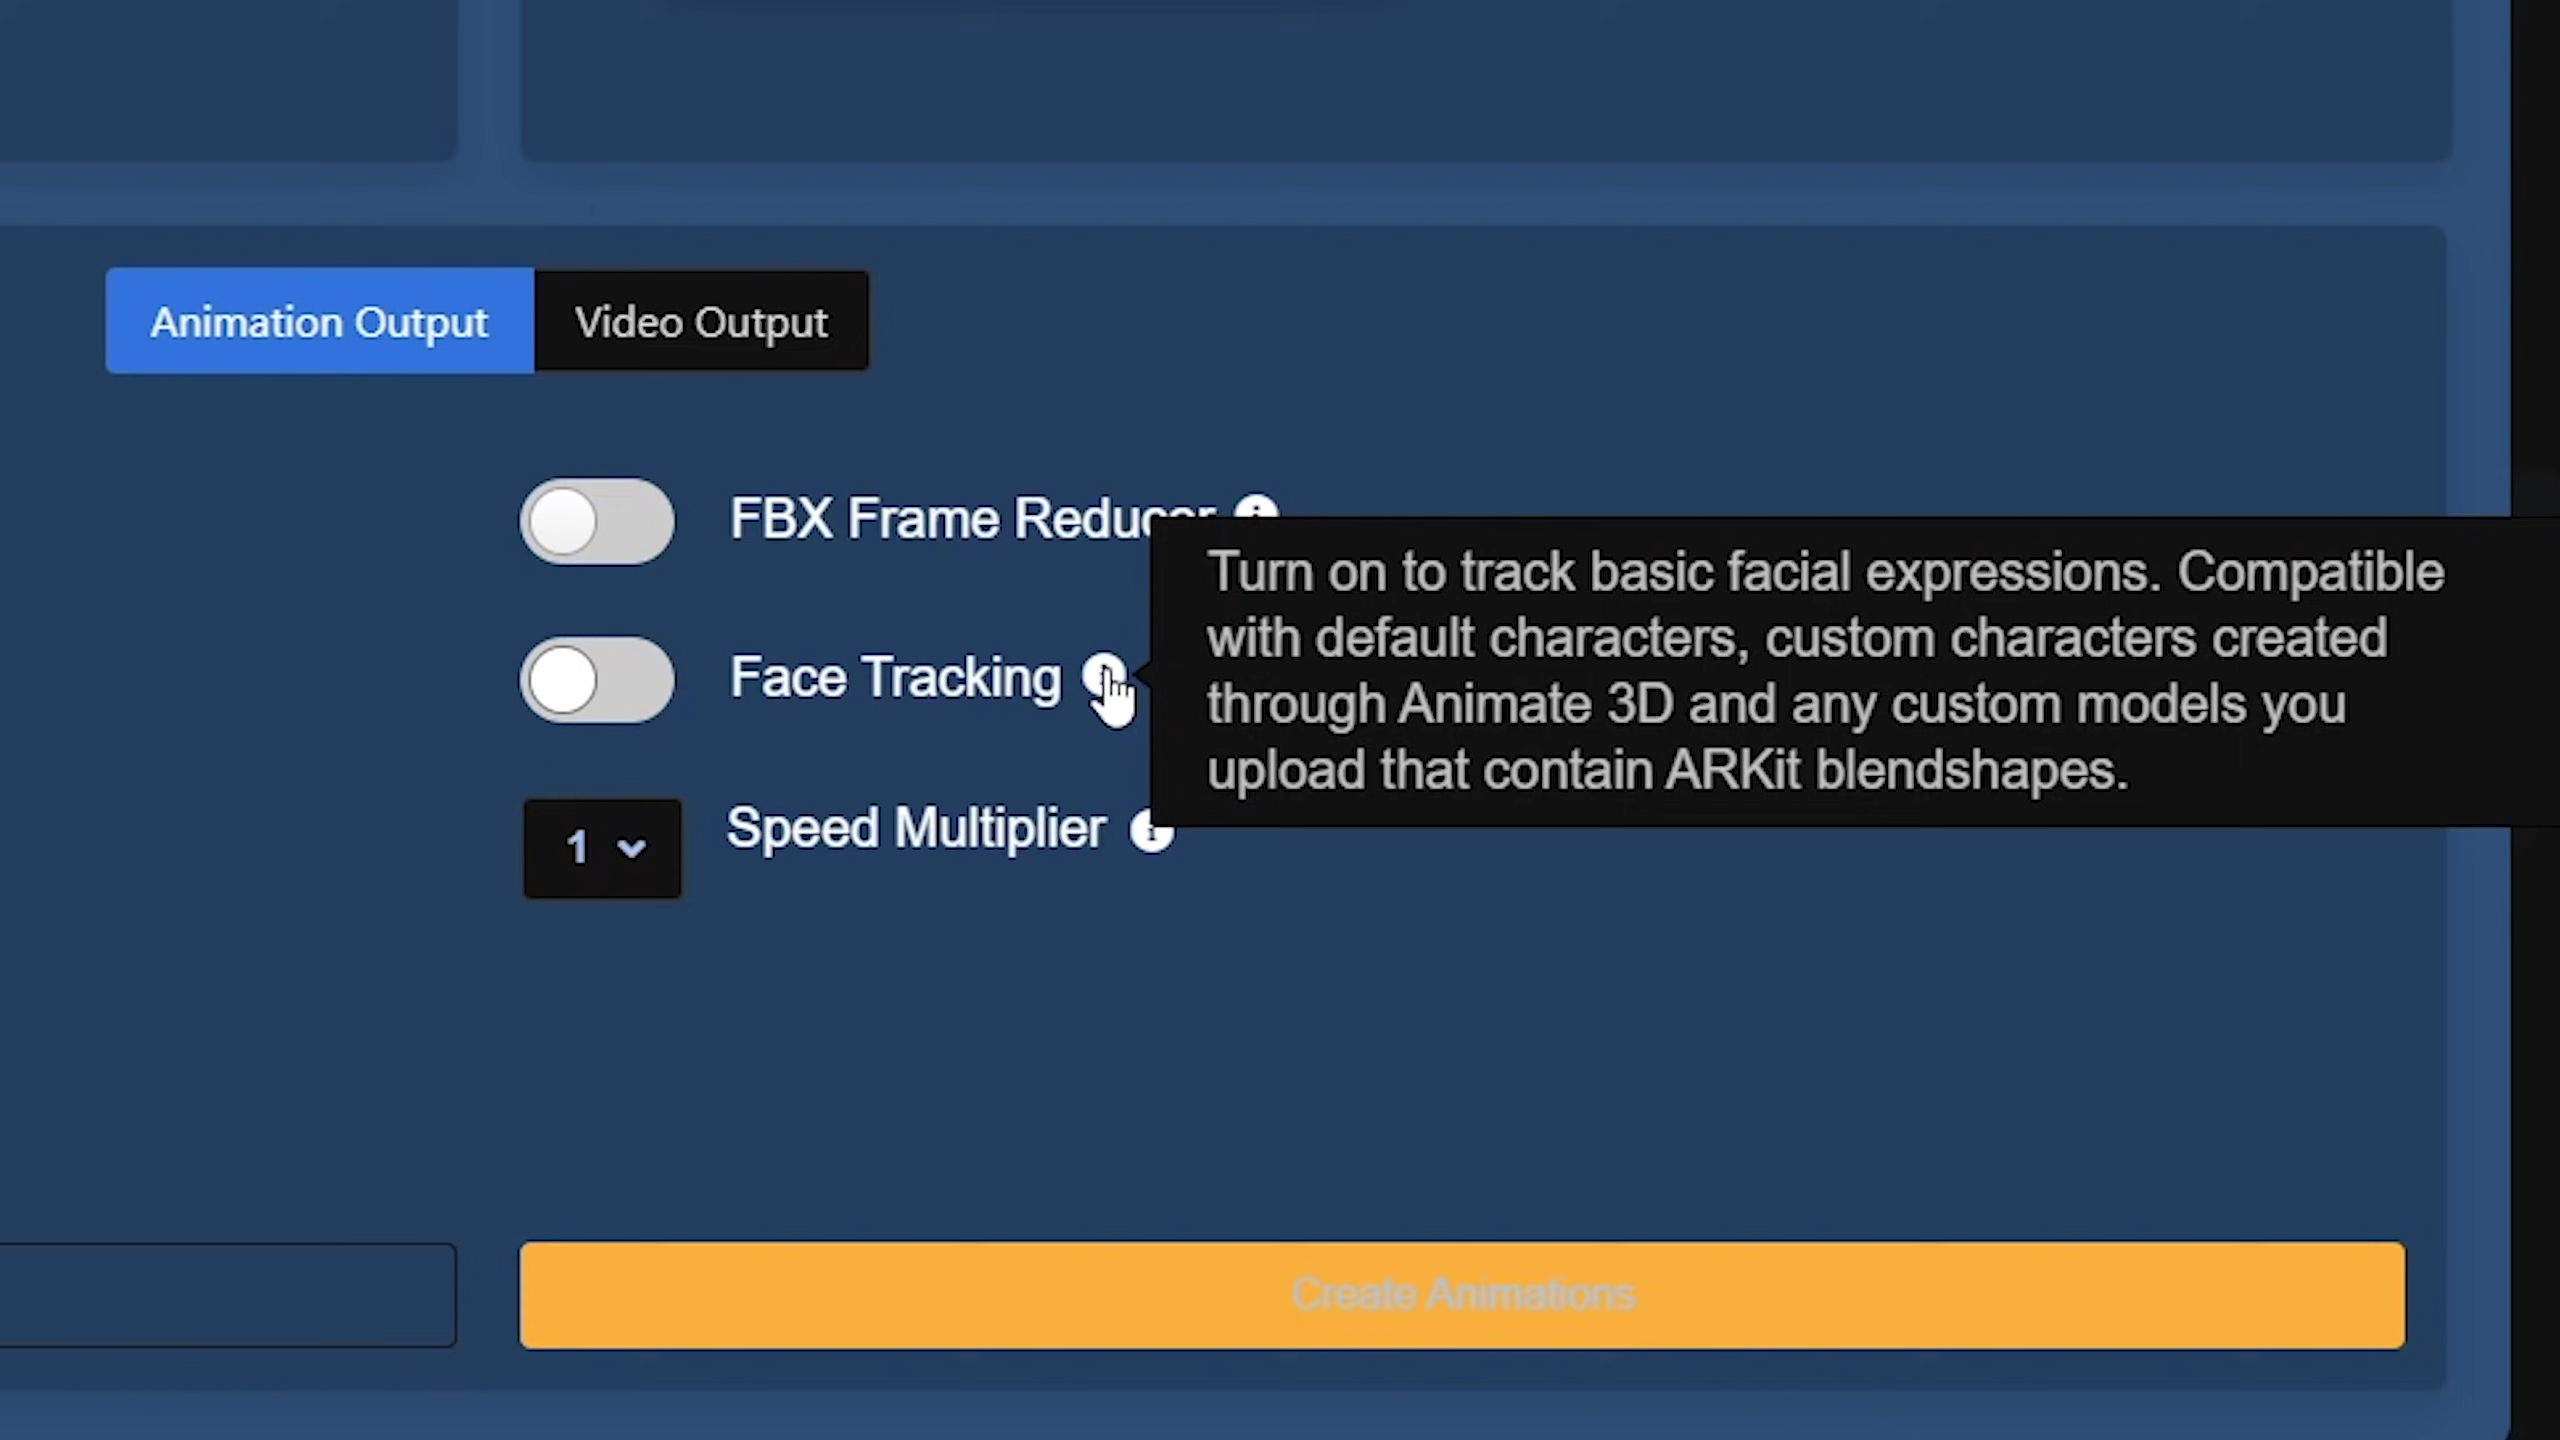 Animation Output
Video Output
FBX Frame Reducer
Turn on to track basic facial expressions. Compatible
with default characters, custom characters created
through Animate 3D and any custom models you
upload that contain ARKit blendshapes.
Face Tracking
1
Speed Multiplier
Create Animations